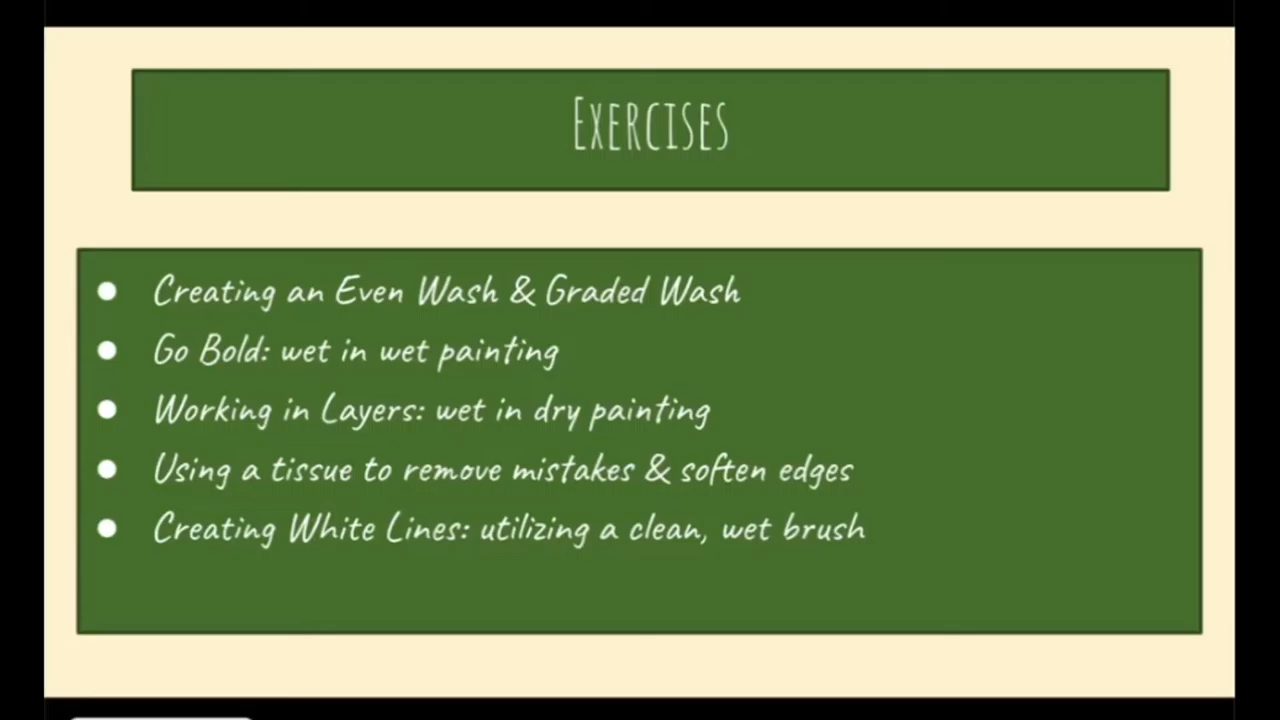 Exercises
Creating an Even Wash & Graded Wash
Go Bold: wet in wet painting
Working in Layers: wet in dry painting
Using a tissue to remove mistakes & soften edges
Creating White Lines: utilizing a clean, wet brush